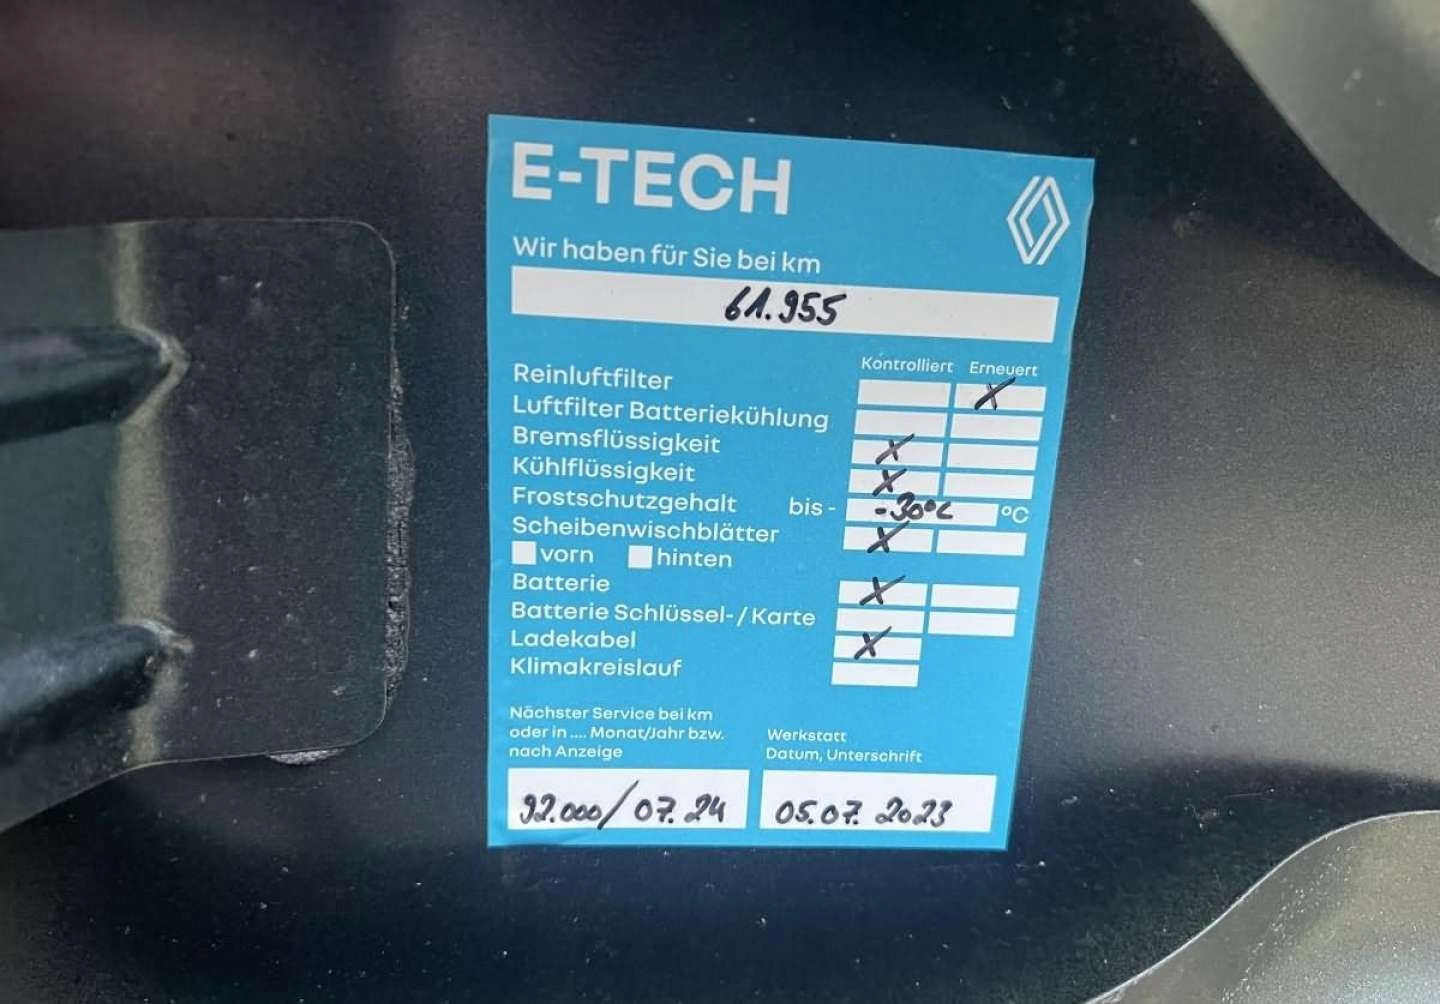 E-TECH
Wir haben für Sie bei km
61.955
Kontrolliert Erneuert
Reinluftfilter X
Luftfilter Batteriekühlung
Bremsflüssigkeit X
Kühlflüssigkeit X
Frostschutzgehalt bis - -30°C °C
Scheibenwischblätter X
vorn hinten
Batterie X
Batterie Schlüssel-/Karte
Ladekabel X
Klimakreislauf
Nächster Service bei km
oder in .... Monat/Jahr bzw.
nach Anzeige
92.000/07.24
Werkstatt
Datum, Unterschrift
05.07.2023